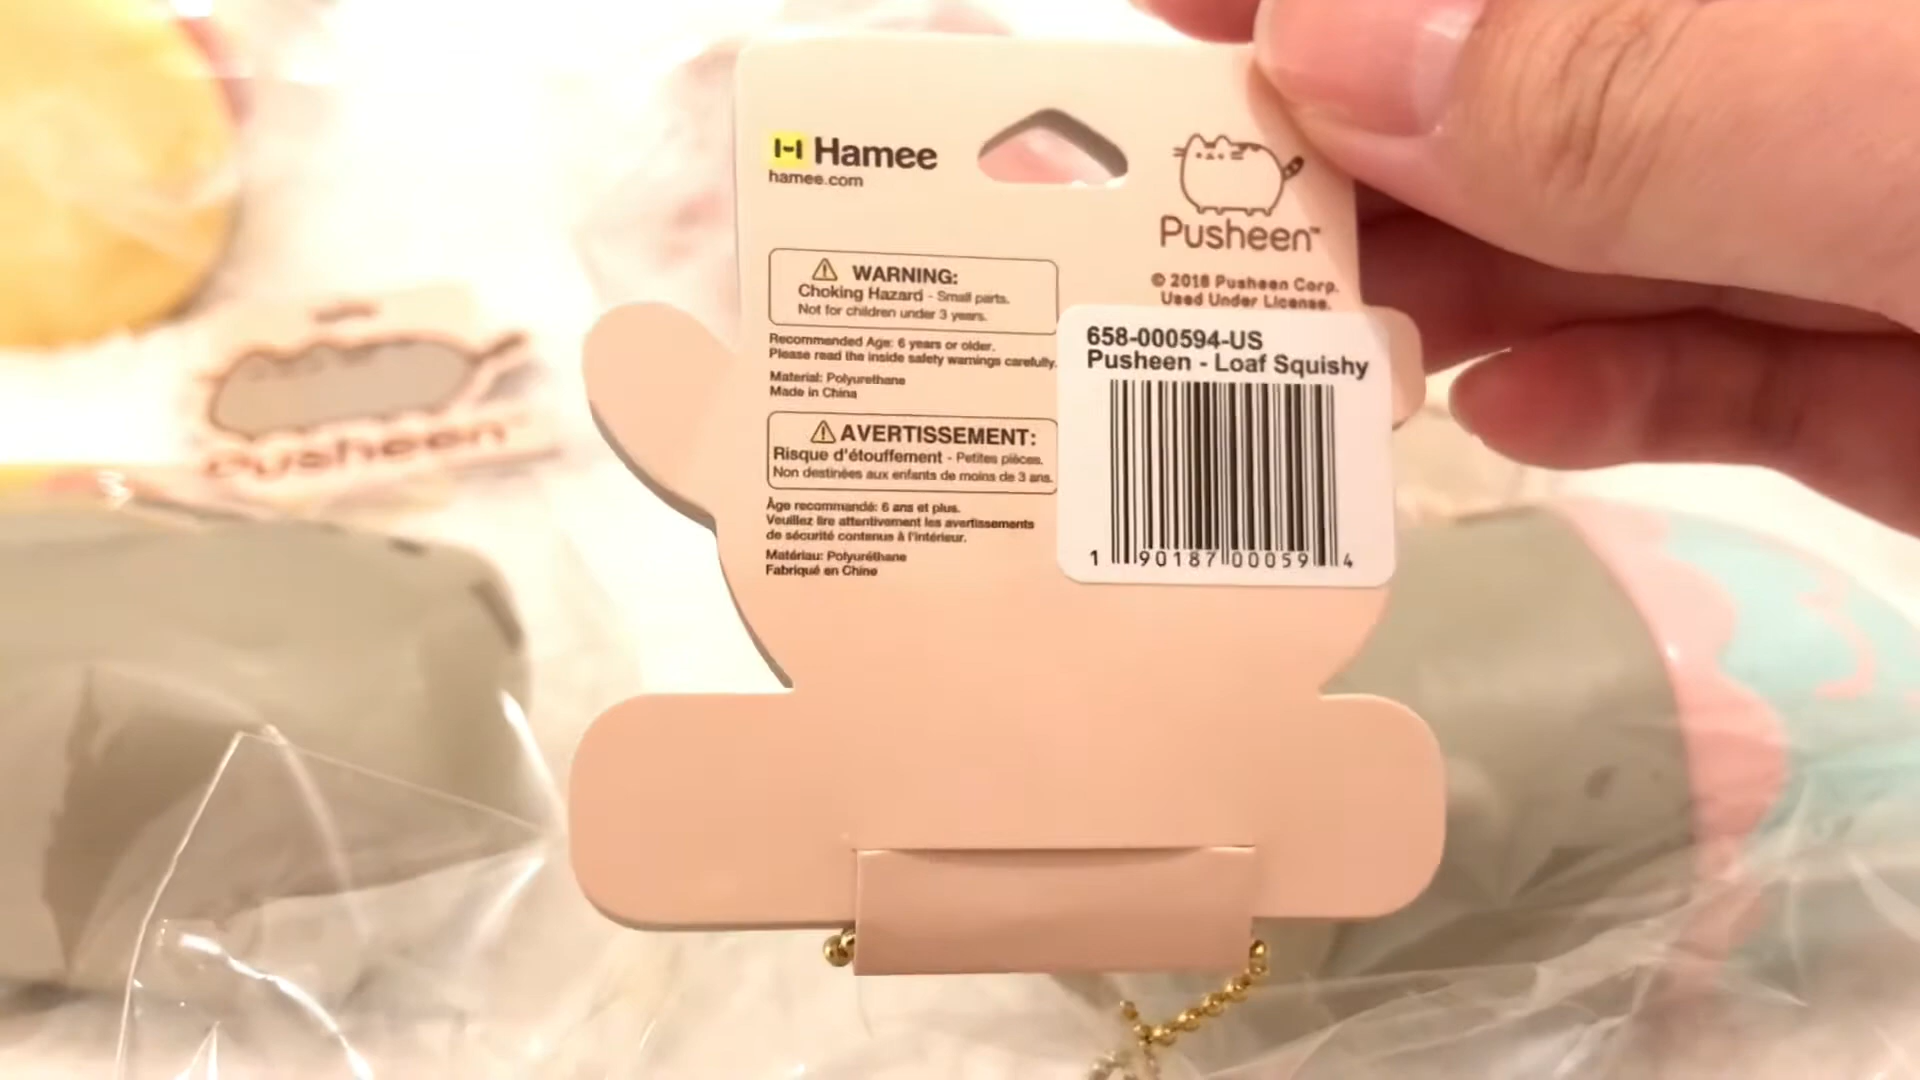 Hamee
hamee.com
Pusheen™
© 2018 Pusheen Corp.
Used Under License.
WARNING:
Choking Hazard - Small parts.
Not for children under 3 years.
Recommended Age: 6 years or older.
Please read the inside safety warnings carefully.
Material: Polyurethane
Made in China
AVERTISSEMENT:
Risque d'étouffement - Petites pièces.
Non destinées aux enfants de moins de 3 ans.
Âge recommandé: 6 ans et plus.
Veuillez lire attentivement les avertissements
de sécurité contenus à l'intérieur.
Matériau: Polyuréthane
Fabriqué en Chine
658-000594-US
Pusheen - Loaf Squishy
1 90187 00059 4
Pusheen